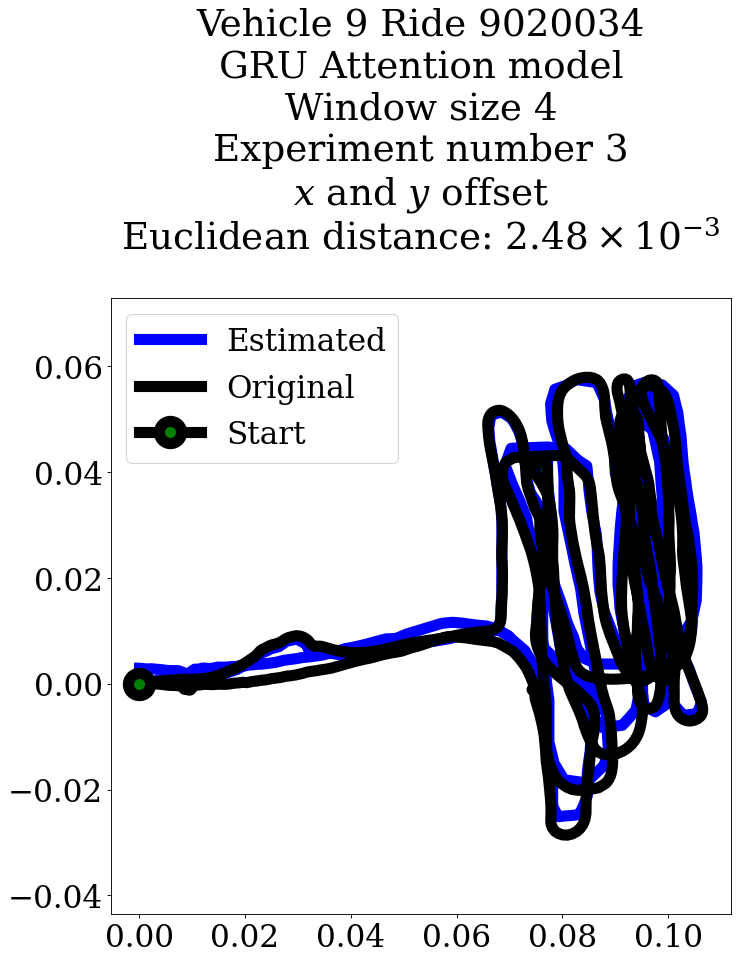 Vehicle 9 Ride 9020034
GRU Attention model
Window size 4
Experiment number 3
x and y offset
Euclidean distance: 2.48 × 10⁻³
Estimated
Original
Start
0.06
0.04
0.02
0.00
−0.02
−0.04
0.00 0.02 0.04 0.06 0.08 0.10